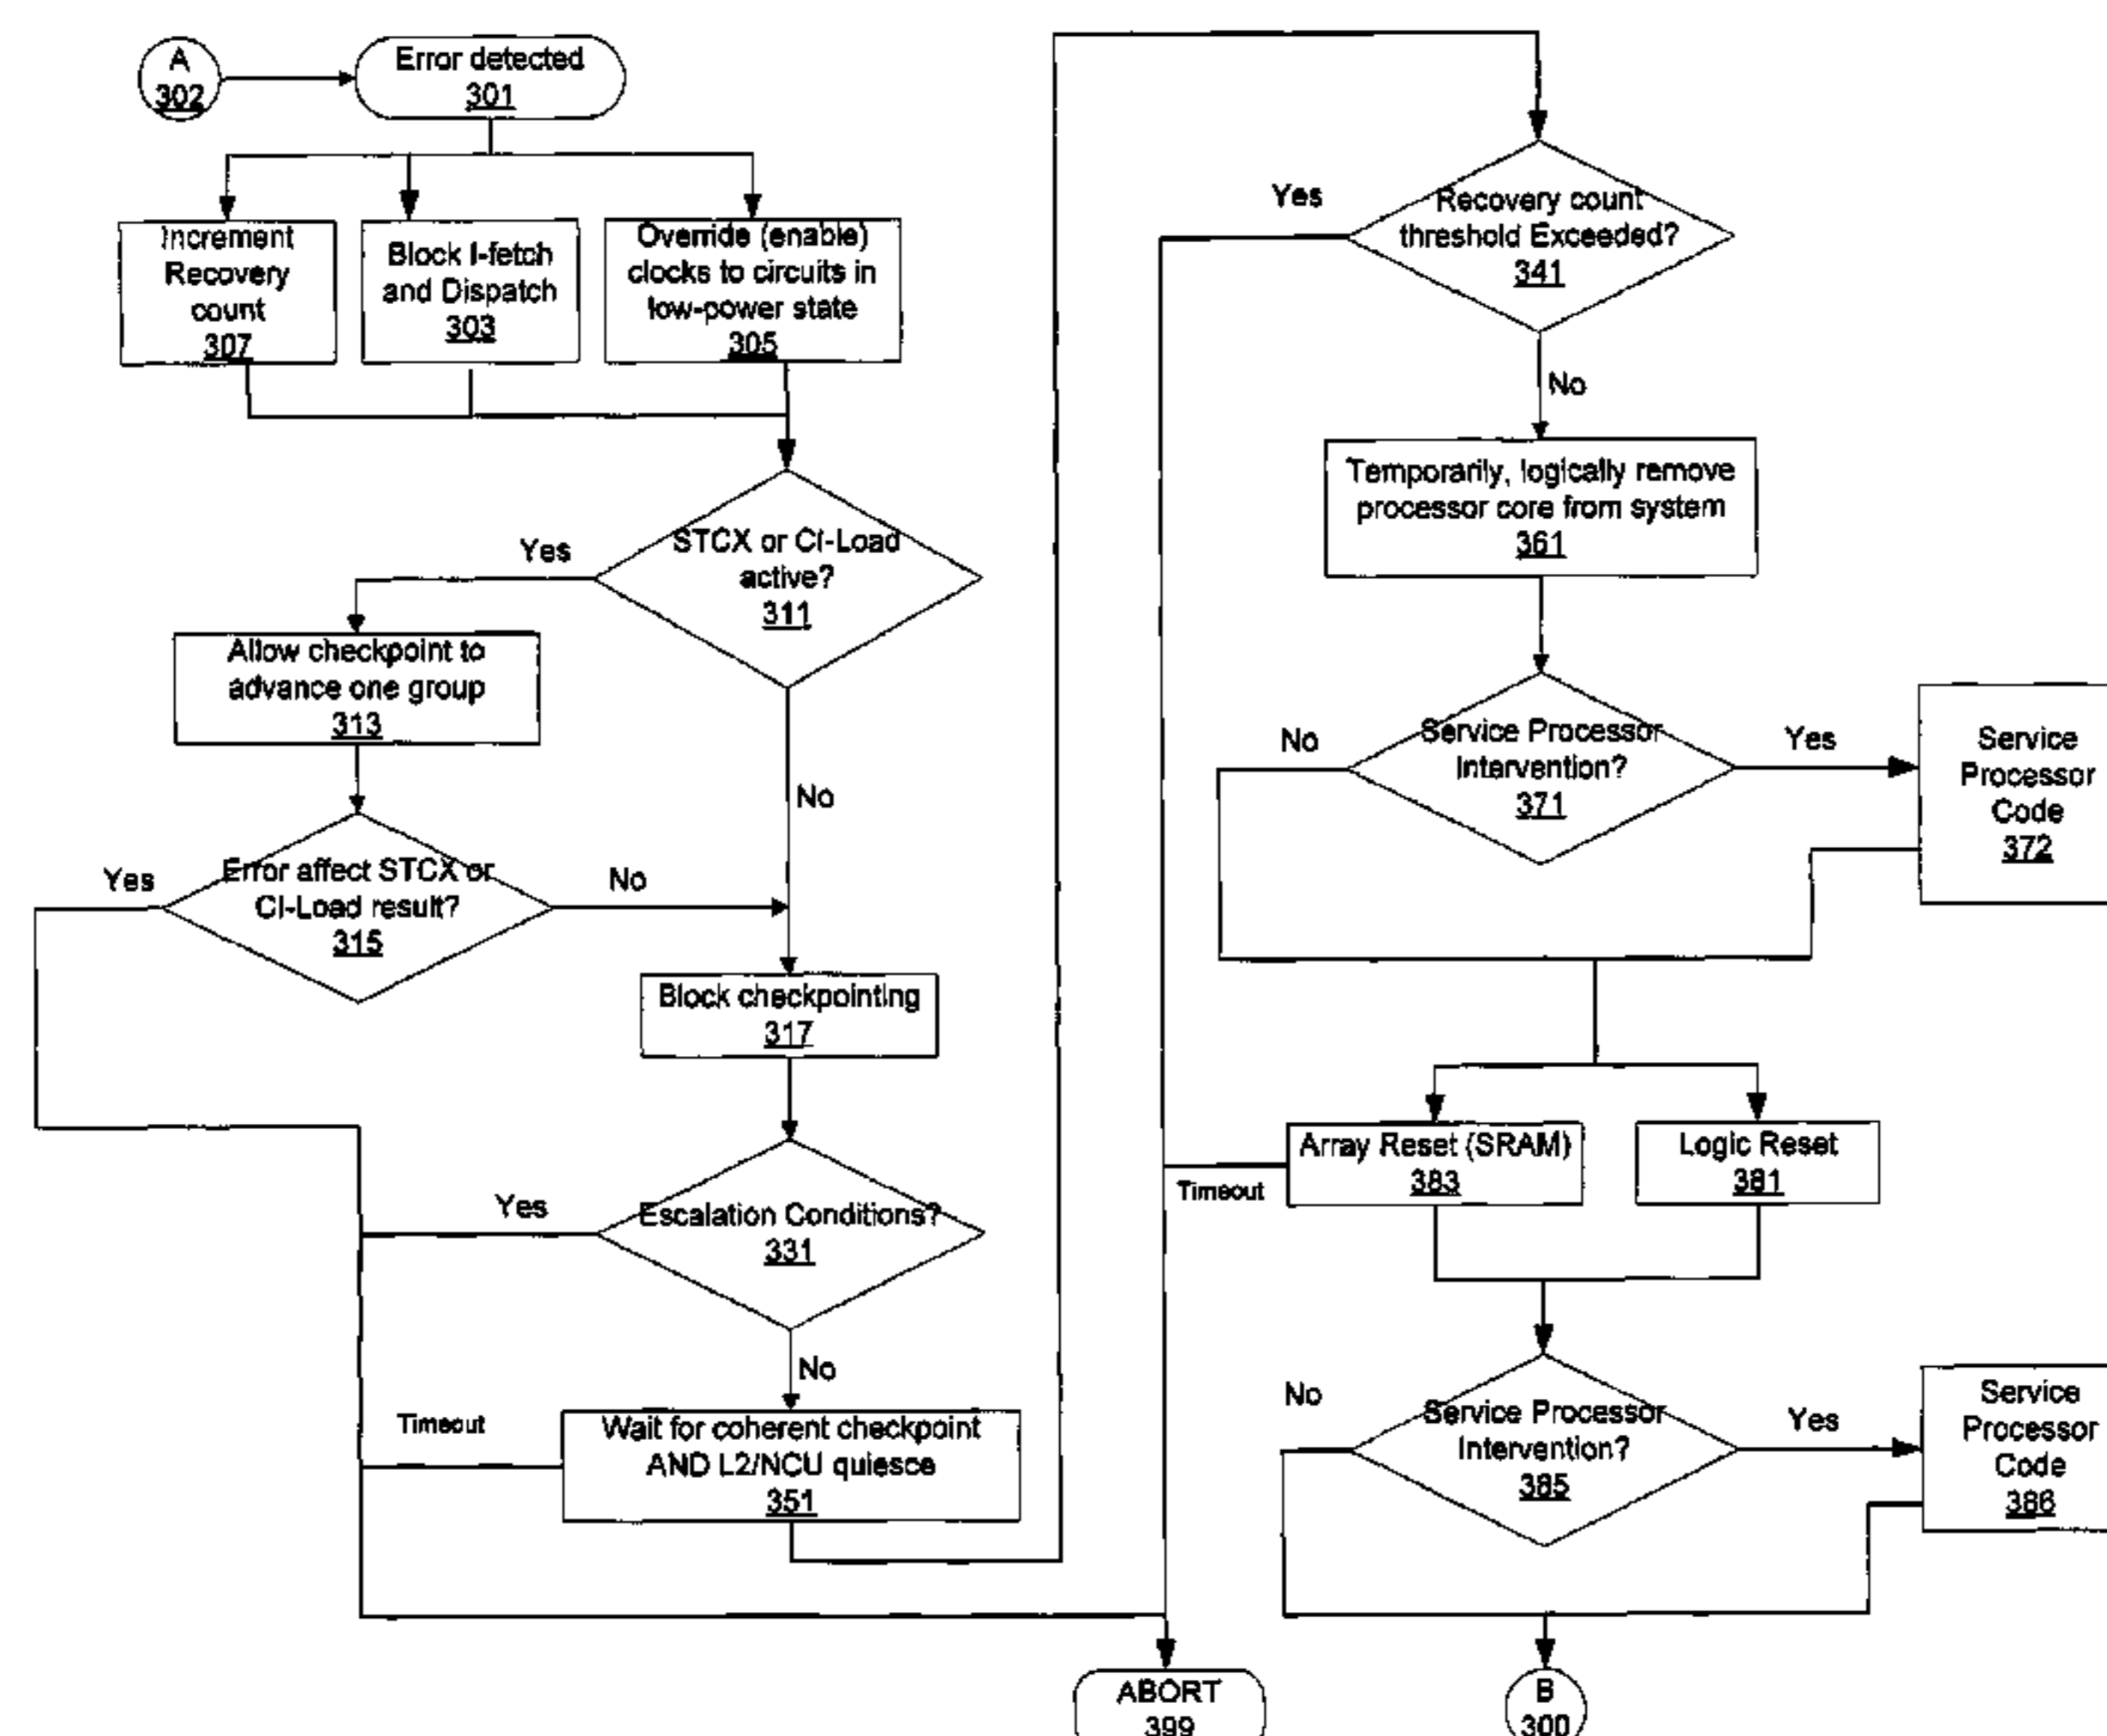 A
302
Error detected
301
Increment
Recovery
count
307
Block I-fetch
and Dispatch
303
Override (enable)
clocks to circuits in
low-power state
305
STCX or CI-Load
active?
311
Yes
No
Allow checkpoint to
advance one group
313
Error affect STCX or
CI-Load result?
315
Yes
No
Block checkpointing
317
Escalation Conditions?
331
Yes
No
Wait for coherent checkpoint
AND L2/NCU quiesce
351
Timeout
Recovery count
threshold Exceeded?
341
Yes
No
Temporarily, logically remove
processor core from system
361
Service Processor
Intervention?
371
No
Yes
Service
Processor
Code
372
Array Reset (SRAM)
383
Timeout
Logic Reset
381
Service Processor
Intervention?
385
No
Yes
Service
Processor
Code
386
ABORT
399
B
300